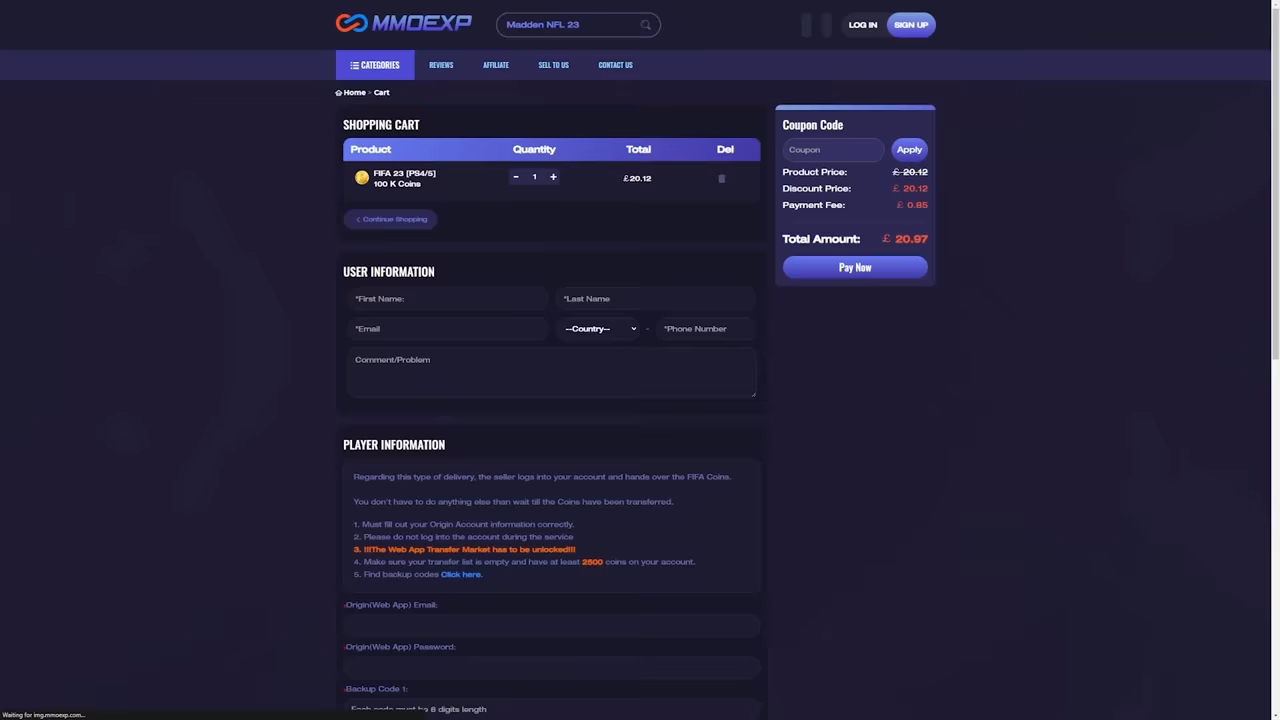 MMOEXP
Madden NFL 23
LOG IN
SIGN UP
CATEGORIES
REVIEWS
AFFILIATE
SELL TO US
CONTACT US
Home > Cart
SHOPPING CART
Product Quantity Total Del
FIFA 23 [PS4/5]
100 K Coins
- 1 +
£20.12
< Continue Shopping
Coupon Code
Coupon
Apply
Product Price: £ 20.12
Discount Price: £ 20.12
Payment Fee: £ 0.85
Total Amount: £ 20.97
Pay Now
USER INFORMATION
*First Name:
*Last Name
*Email
--Country--
-
*Phone Number
Comment/Problem
PLAYER INFORMATION
Regarding this type of delivery, the seller logs into your account and hands over the FIFA Coins.
You don't have to do anything else than wait till the Coins have been transferred.
1. Must fill out your Origin Account information correctly.
2. Please do not log into the account during the service
3. !!!The Web App Transfer Market has to be unlocked!!!
4. Make sure your transfer list is empty and have at least 2500 coins on your account.
5. Find backup codes Click here.
*Origin(Web App) Email:
*Origin(Web App) Password:
*Backup Code 1:
Each code must be 8 digits length
Waiting for img.mmoexp.com...